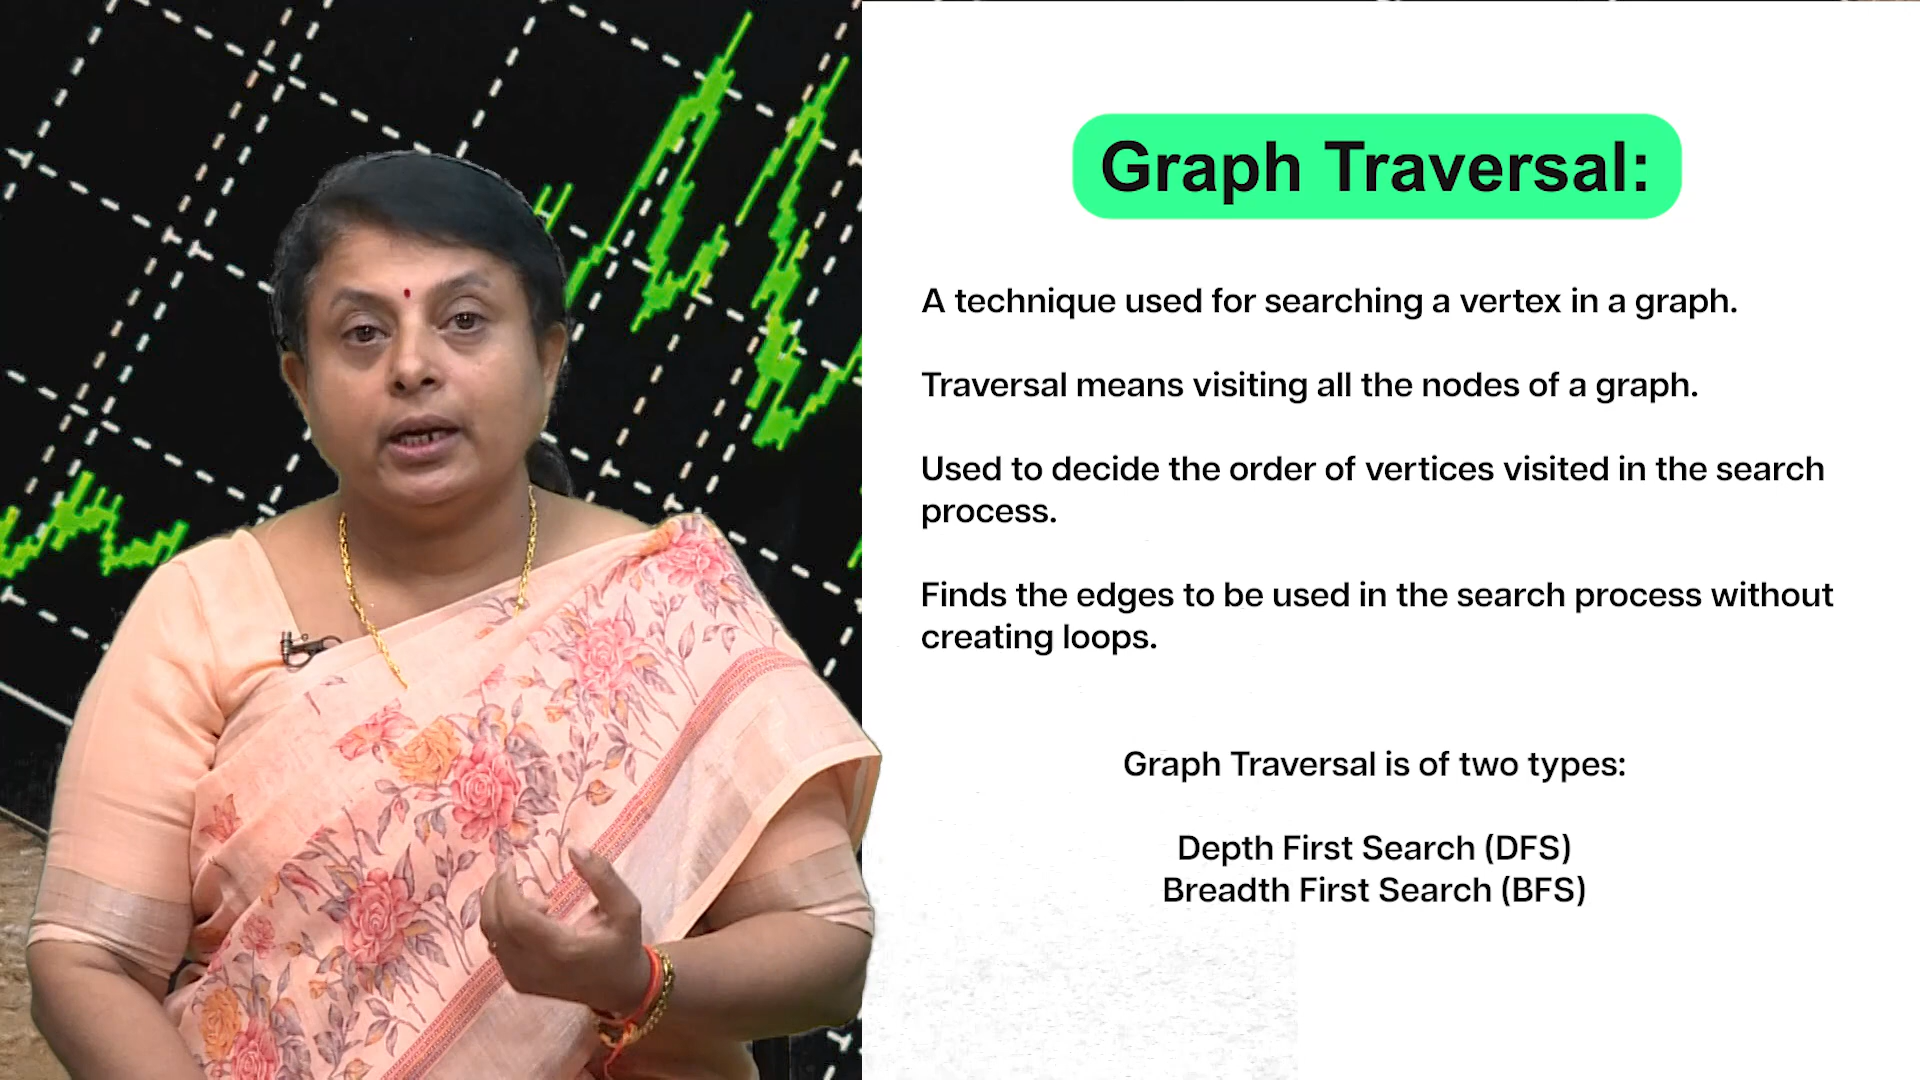 Graph Traversal:
A technique used for searching a vertex in a graph.
Traversal means visiting all the nodes of a graph.
Used to decide the order of vertices visited in the search
process.
Finds the edges to be used in the search process without
creating loops.
Graph Traversal is of two types:
Depth First Search (DFS)
Breadth First Search (BFS)